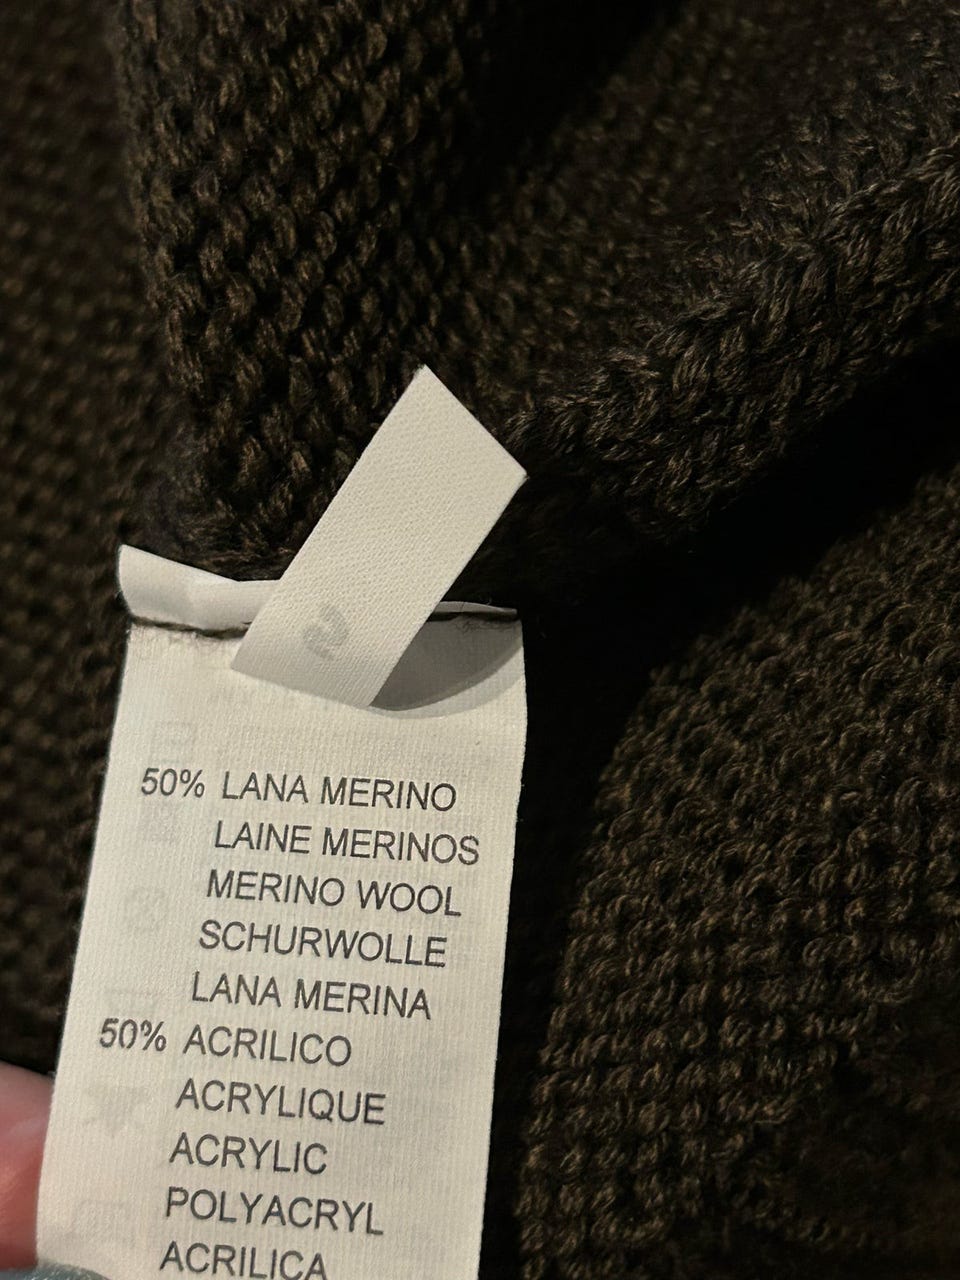 50% LANA MERINO
LAINE MERINOS
MERINO WOOL
SCHURWOLLE
LANA MERINA
50% ACRILICO
ACRYLIQUE
ACRYLIC
POLYACRYL
ACRILICA